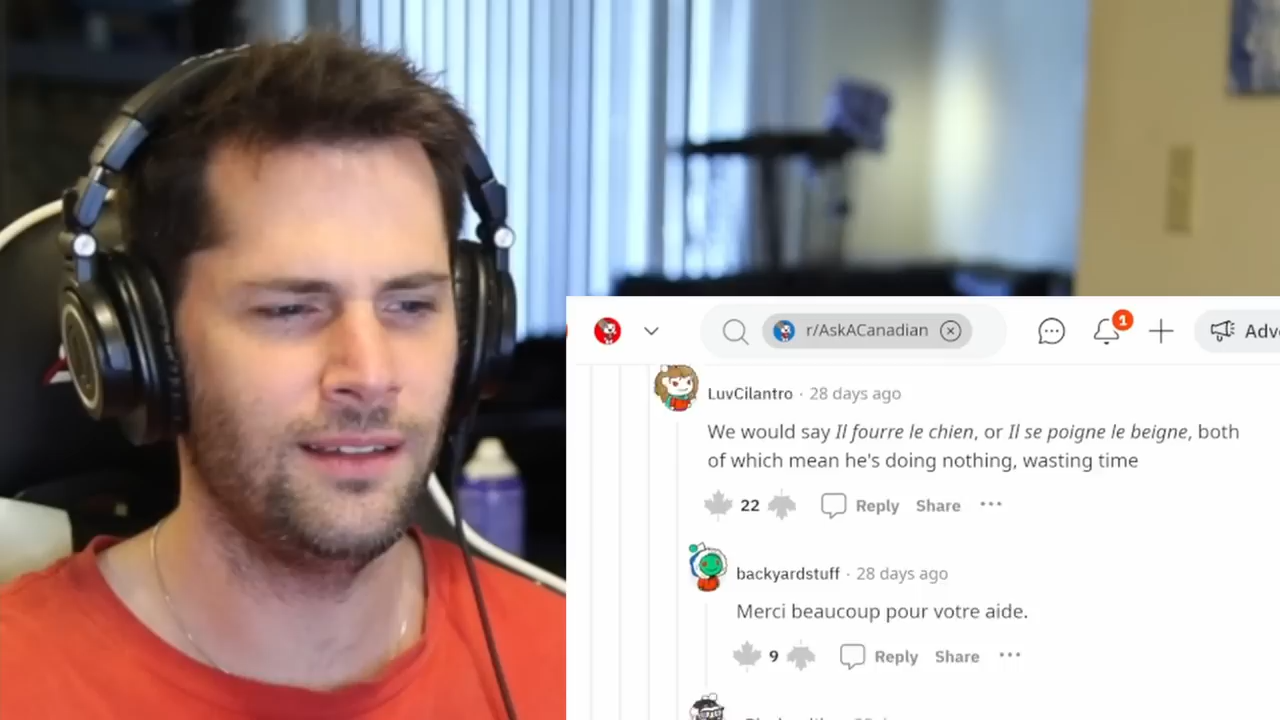 r/AskACanadian
1
LuvCilantro · 28 days ago
We would say Il fourre le chien, or Il se poigne le beigne, both
of which mean he's doing nothing, wasting time
22 Reply Share ...
backyardstuff · 28 days ago
Merci beaucoup pour votre aide.
9 Reply Share ...